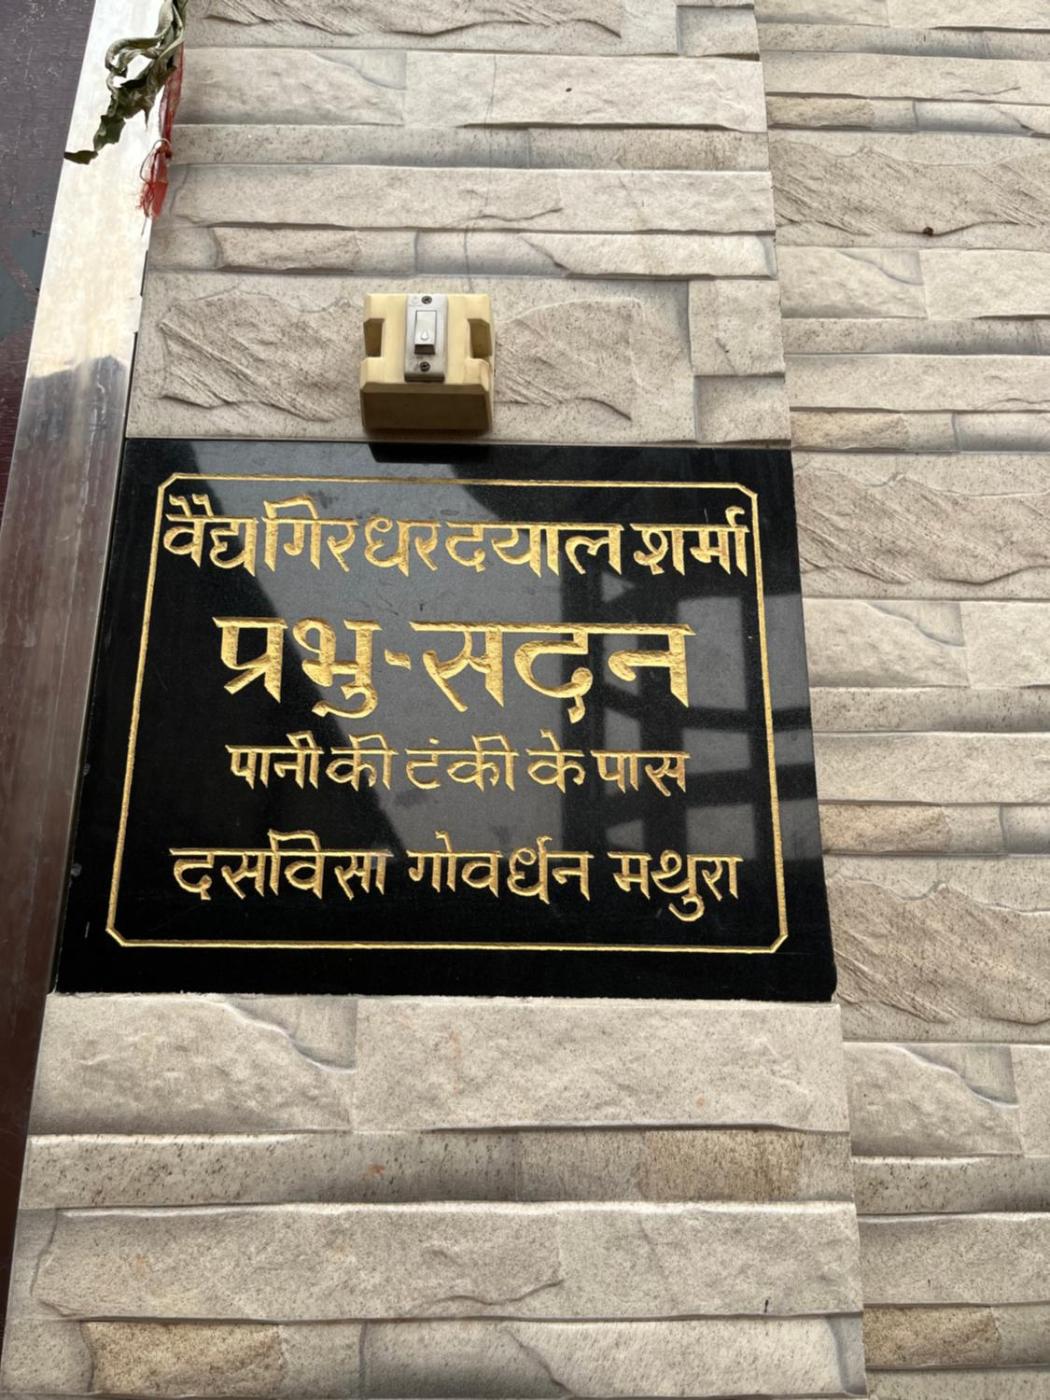 वैद्य गिरधर दयाल शर्मा
प्रभु-सदन
पानी की टंकी के पास
दसविसा गोवर्धन मथुरा